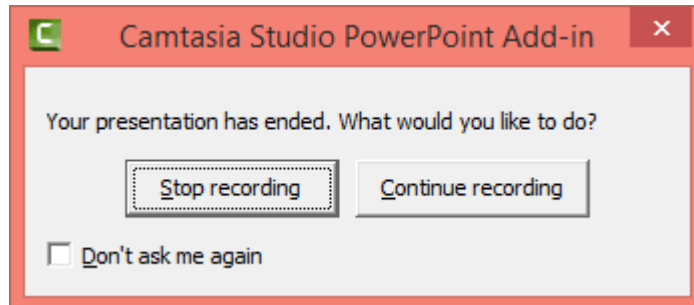 Camtasia Studio PowerPoint Add-in
Your presentation has ended. What would you like to do?
Stop recording Continue recording
Don't ask me again